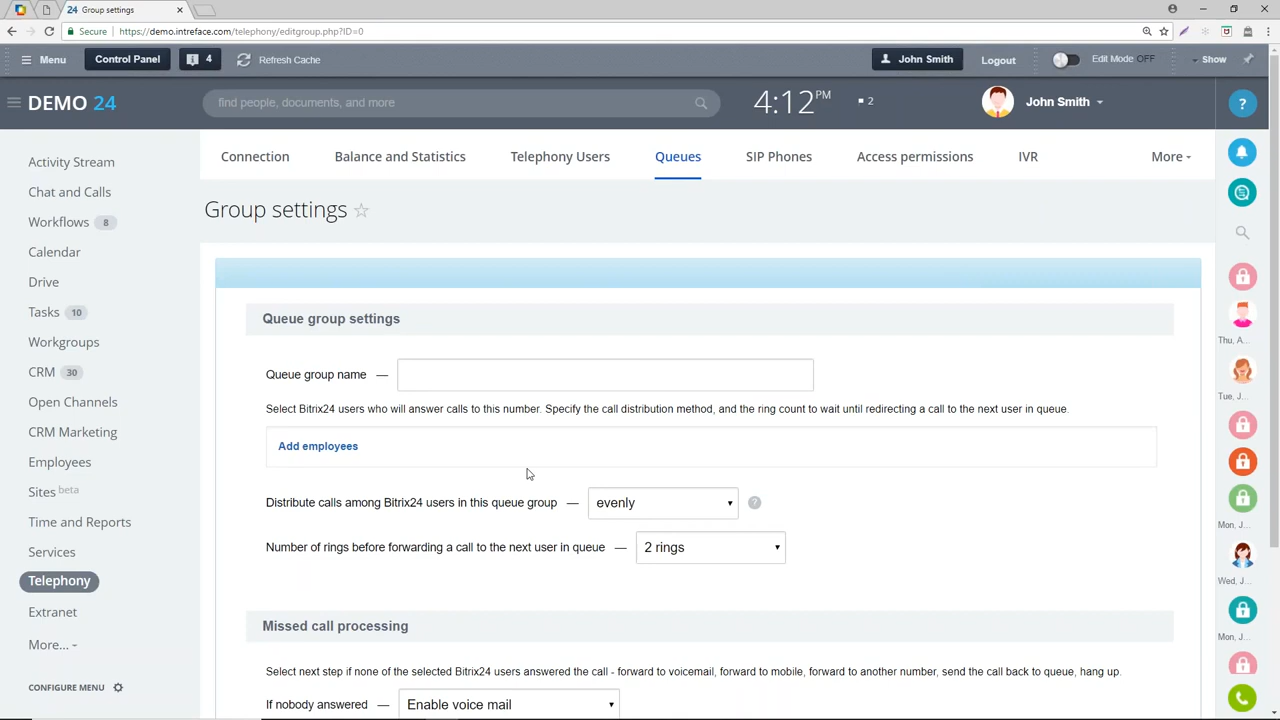 24 Group settings
Secure https://demo.intreface.com/telephony/editgroup.php?ID=0
Menu Control Panel 4 Refresh Cache John Smith Logout Edit Mode OFF Show
DEMO 24 find people, documents, and more 4:12 PM 2 John Smith ?
Activity Stream
Chat and Calls
Workflows 8
Calendar
Drive
Tasks 10
Workgroups
CRM 30
Open Channels
CRM Marketing
Employees
Sites beta
Time and Reports
Services
Telephony
Extranet
More...
CONFIGURE MENU
Connection Balance and Statistics Telephony Users Queues SIP Phones Access permissions IVR More
Group settings
Queue group settings
Queue group name —
Select Bitrix24 users who will answer calls to this number. Specify the call distribution method, and the ring count to wait until redirecting a call to the next user in queue.
Add employees
Distribute calls among Bitrix24 users in this queue group — evenly ?
Number of rings before forwarding a call to the next user in queue — 2 rings
Missed call processing
Select next step if none of the selected Bitrix24 users answered the call - forward to voicemail, forward to mobile, forward to another number, send the call back to queue, hang up.
If nobody answered — Enable voice mail
Thu, A...
Tue, J...
Mon, J...
Wed, J...
Mon, J...